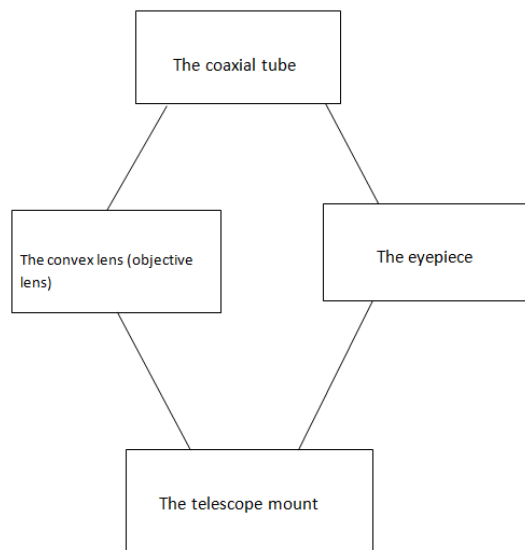 The coaxial tube
The convex lens (objective
lens)
The eyepiece
The telescope mount